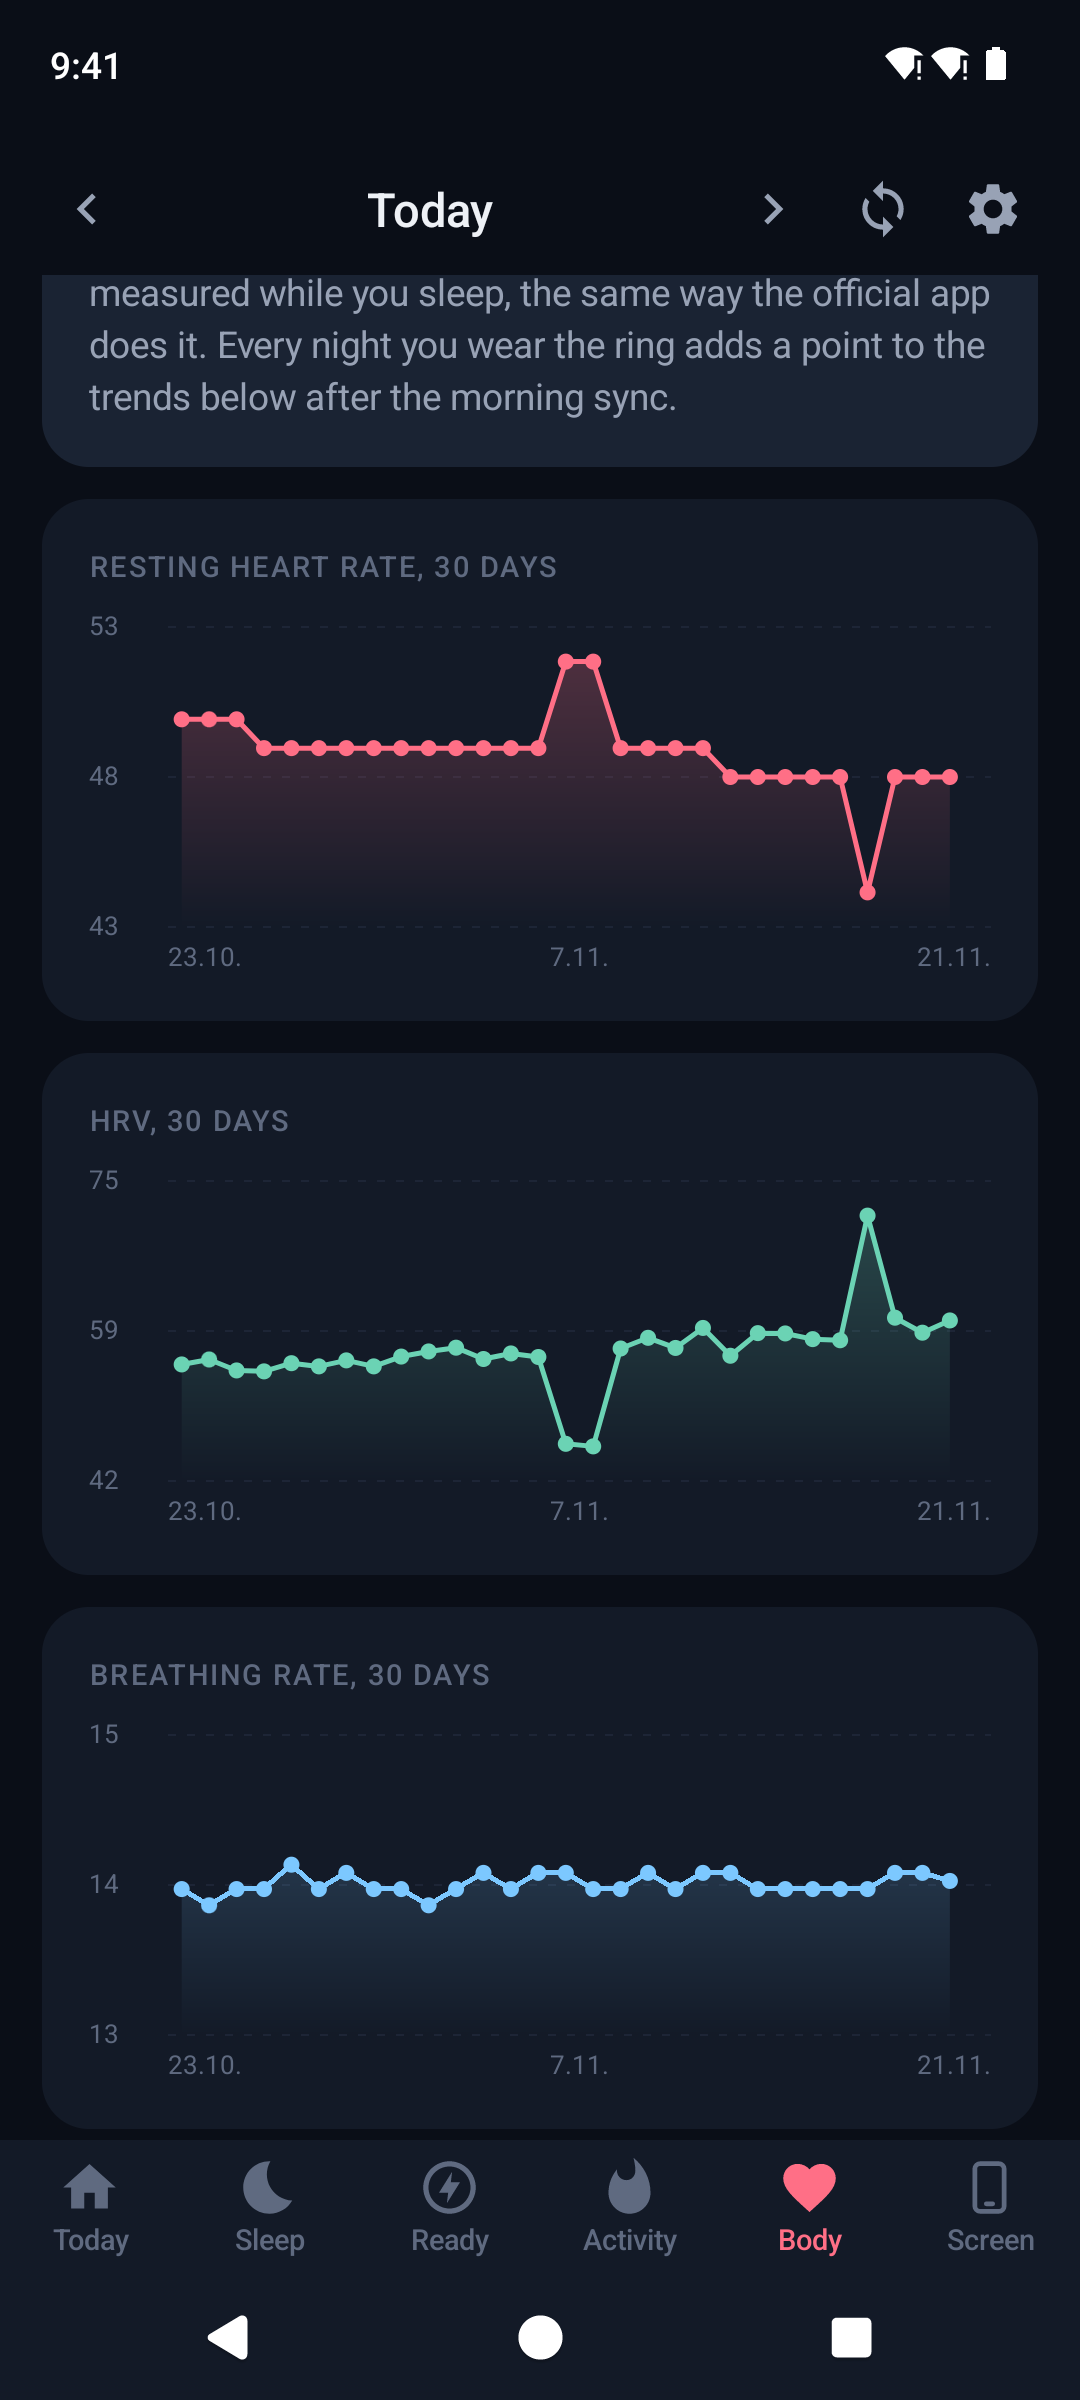 9:41
Today
measured while you sleep, the same way the official app
does it. Every night you wear the ring adds a point to the
trends below after the morning sync.
RESTING HEART RATE, 30 DAYS
53
48
43
23.10. 7.11. 21.11.
HRV, 30 DAYS
75
59
42
23.10. 7.11. 21.11.
BREATHING RATE, 30 DAYS
15
14
13
23.10. 7.11. 21.11.
Today Sleep Ready Activity Body Screen